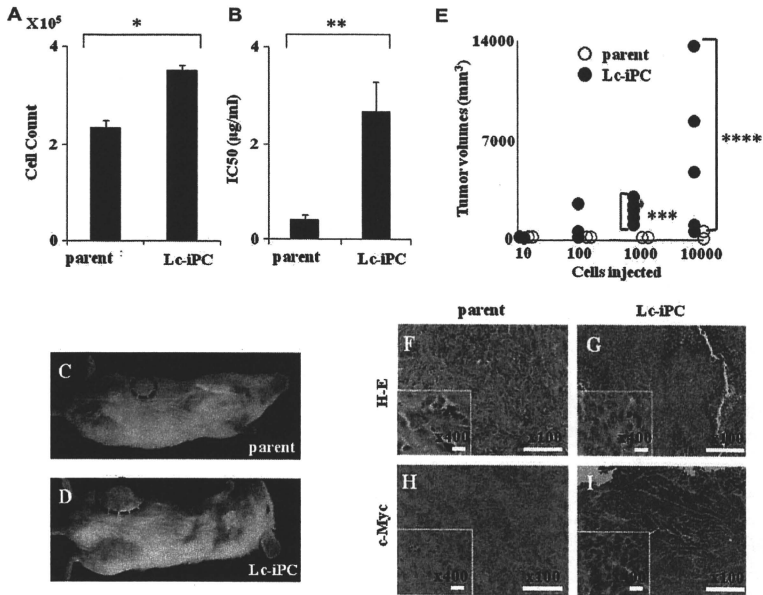 A
X10⁵
*
Cell Count
4
2
0
parent
Lc-iPC
B
**
IC50 (µg/ml)
4
2
0
parent
Lc-iPC
E
14000
7000
0
Tumor volumes (mm³)
parent
Lc-iPC
***
****
10
100
1000
10000
Cells injected
C
parent
D
Lc-iPC
parent
Lc-iPC
H-E
c-Myc
F
x400
x100
G
x400
x100
H
x400
x100
I
x400
x100